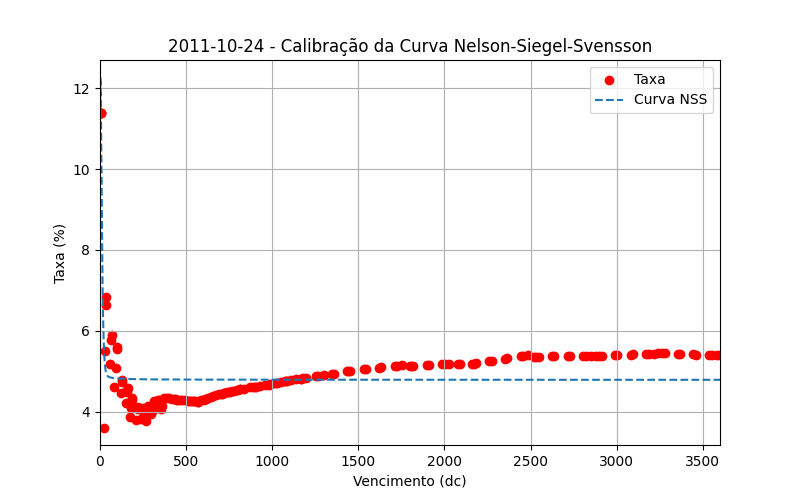 2011-10-24 - Calibração da Curva Nelson-Siegel-Svensson
Taxa
Curva NSS
Taxa (%)
12
10
8
6
4
0
500
1000
1500
2000
2500
3000
3500
Vencimento (dc)